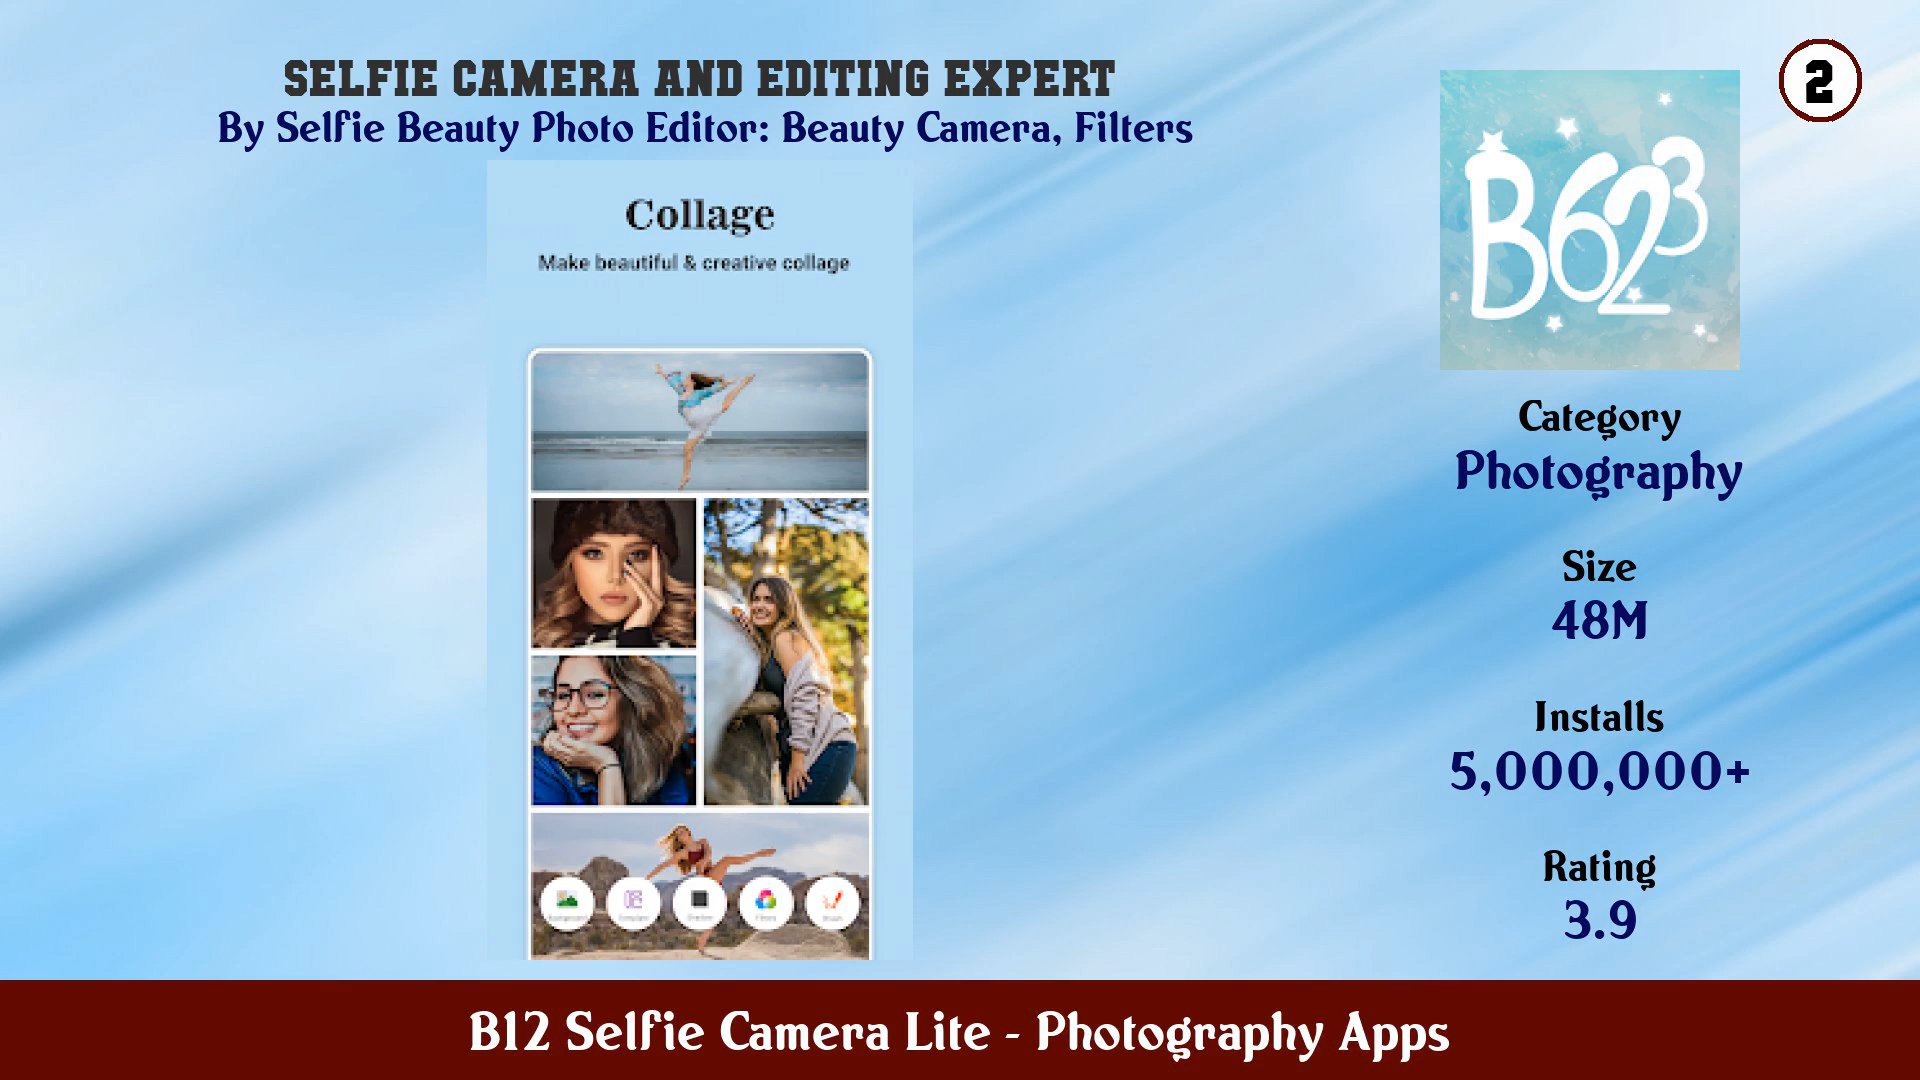 SELFIE CAMERA AND EDITING EXPERT
By Selfie Beauty Photo Editor: Beauty Camera, Filters
2
Collage
Make beautiful & creative collage
B623
Category
Photography
Size
48M
Installs
5,000,000+
Rating
3.9
B12 Selfie Camera Lite - Photography Apps